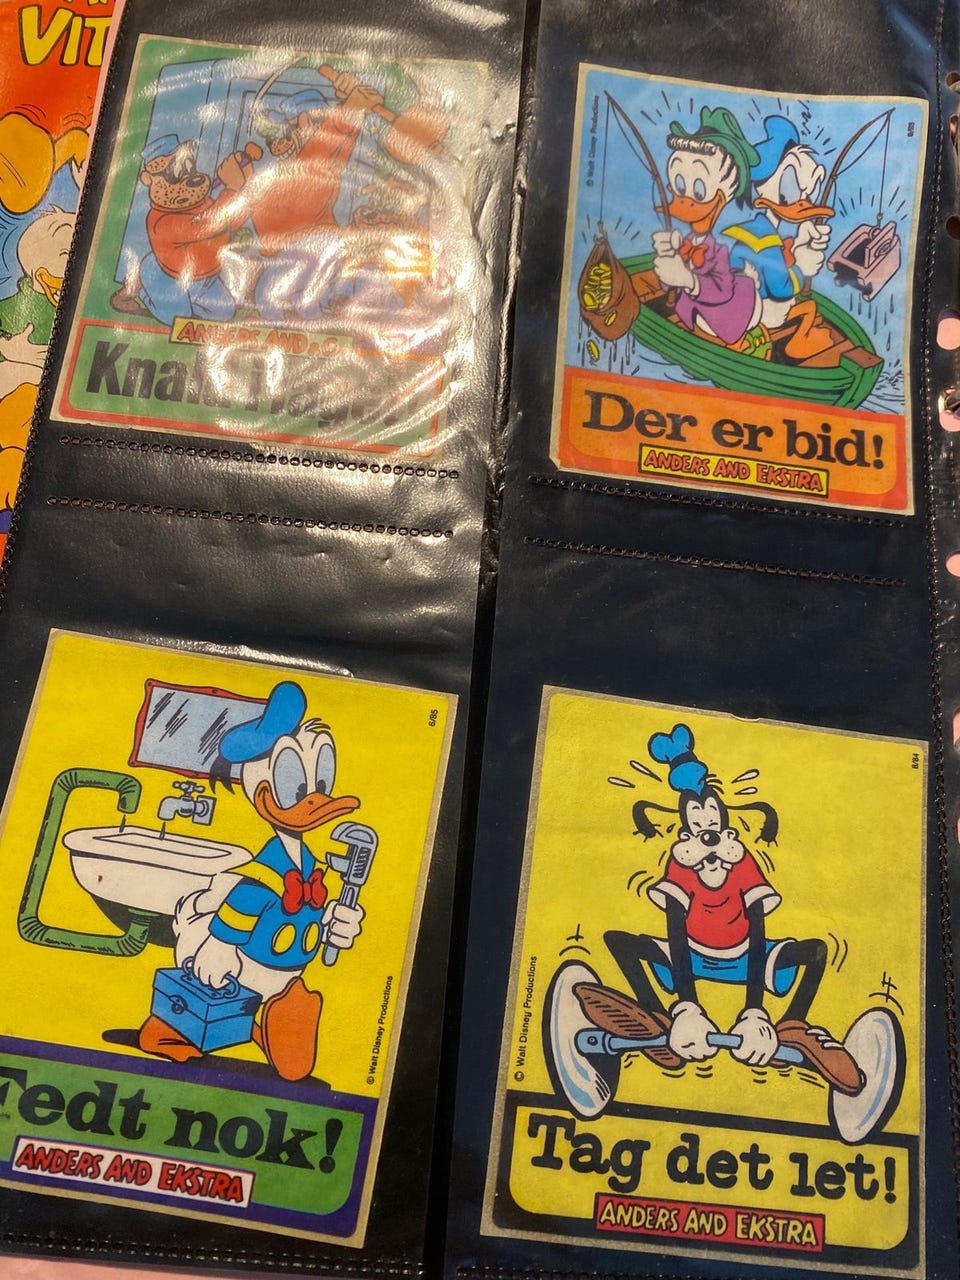 VIT
ANDERS AND & C
© Walt Disney Productions
Der er bid!
ANDERS AND EKSTRA
6/85
© Walt Disney Productions
Fedt nok!
ANDERS AND EKSTRA
8/84
© Walt Disney Productions
Tag det let!
ANDERS AND EKSTRA